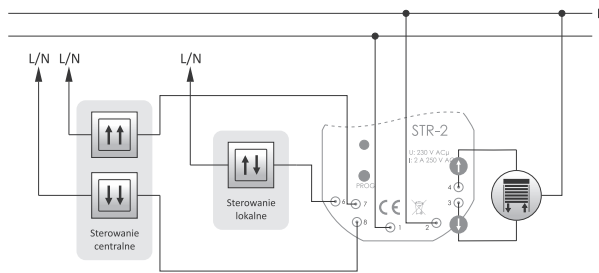 L/N L/N L/N
STR-2
U: 230 V AC
I: 2 A 250 V AC
PROG
4
3
6
7
8
1
2
CE
Sterowanie
lokalne
Sterowanie
centralne